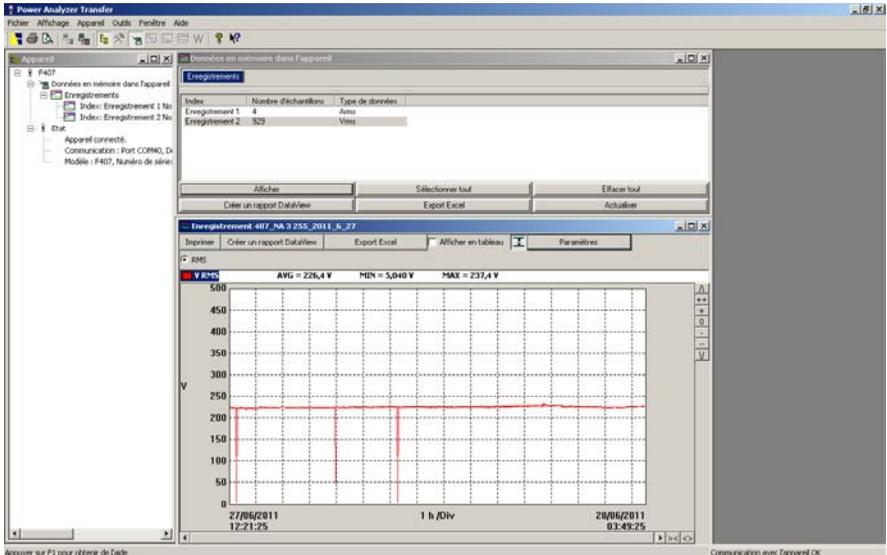 Power Analyzer Transfer
Fichier Affichage Appareil Outils Fenêtre Aide
Appareil
F407
Données en mémoire dans l'appareil
Enregistrements
Index: Enregistrement 1 No
Index: Enregistrement 2 No
Etat
Appareil connecté.
Communication : Port COM40, D
Modèle : F407, Numéro de série:
Données en mémoire dans l'appareil
Enregistrements
Index Nombre d'échantillons Type de données
Enregistrement 1 4 Arms
Enregistrement 2 929 Vrms
Afficher Sélectionner tout Effacer tout
Créer un rapport DataView Export Excel Actualiser
Enregistrement 407_NA 3 255_2011_6_27
Imprimer Créer un rapport DataView Export Excel Afficher en tableau Paramètres
RMS
V RMS AVG = 226,4 V MIN = 5,040 V MAX = 237,4 V
500
450
400
350
300
V
250
200
150
100
50
0
27/06/2011 1 h /Div 28/06/2011
12:21:25 03:49:25
Appuyer sur F1 pour obtenir de l'aide Communication avec l'appareil OK